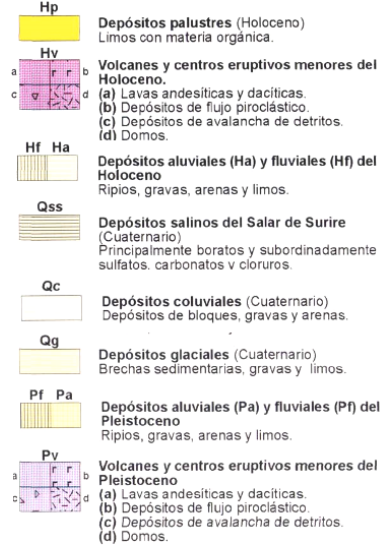 Hp
Depósitos palustres (Holoceno)
Limos con materia orgánica.
Hv
a b
c d
Volcanes y centros eruptivos menores del
Holoceno.
(a) Lavas andesíticas y dacíticas.
(b) Depósitos de flujo piroclástico.
(c) Depósitos de avalancha de detritos.
(d) Domos.
Hf Ha
Depósitos aluviales (Ha) y fluviales (Hf) del
Holoceno
Ripios, gravas, arenas y limos.
Qss
Depósitos salinos del Salar de Surire
(Cuaternario)
Principalmente boratos y subordinadamente
sulfatos. carbonatos y cloruros.
Qc
Depósitos coluviales (Cuaternario)
Depósitos de bloques, gravas y arenas.
Qg
Depósitos glaciales (Cuaternario)
Brechas sedimentarias, gravas y limos.
Pf Pa
Depósitos aluviales (Pa) y fluviales (Pf) del
Pleistoceno
Ripios, gravas, arenas y limos.
Pv
a b
c d
Volcanes y centros eruptivos menores del
Pleistoceno
(a) Lavas andesíticas y dacíticas.
(b) Depósitos de flujo piroclástico.
(c) Depósitos de avalancha de detritos.
(d) Domos.